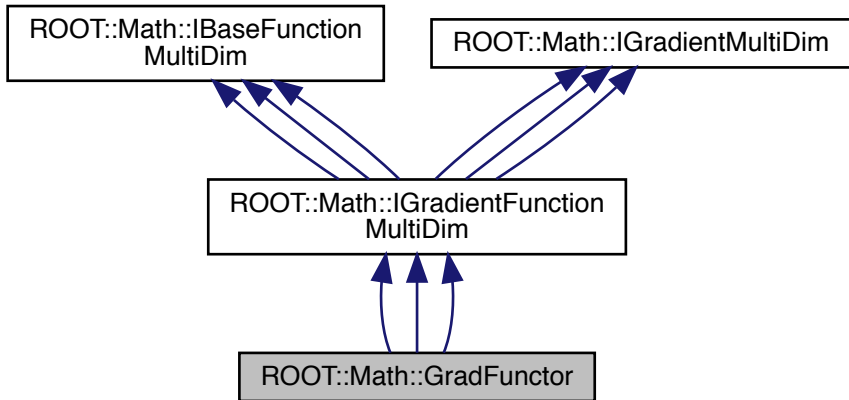 ROOT::Math::IBaseFunction
MultiDim
ROOT::Math::IGradientMultiDim
ROOT::Math::IGradientFunction
MultiDim
ROOT::Math::GradFunctor